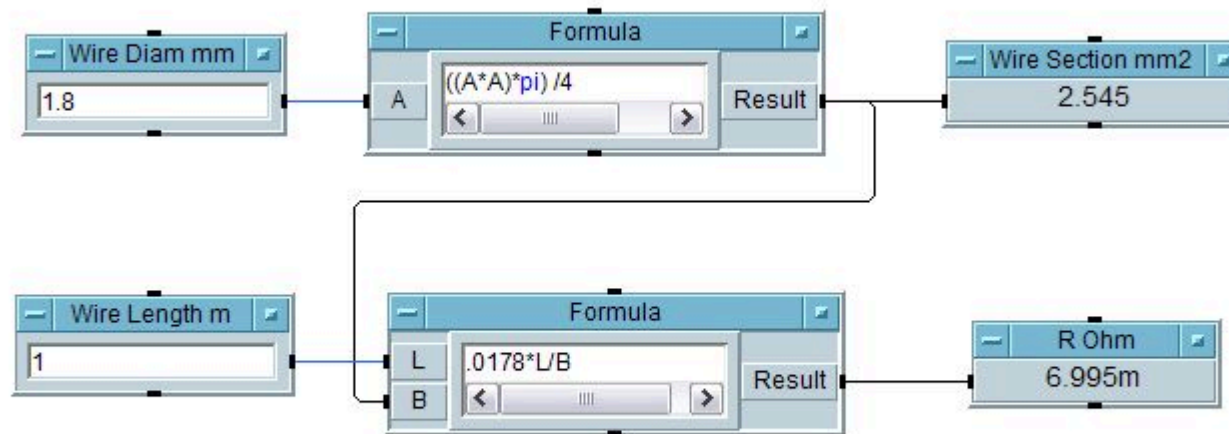 Wire Diam mm
1.8
Formula
A
((A*A)*pi) /4
Result
Wire Section mm2
2.545
Wire Length m
1
Formula
L
B
.0178*L/B
Result
R Ohm
6.995m